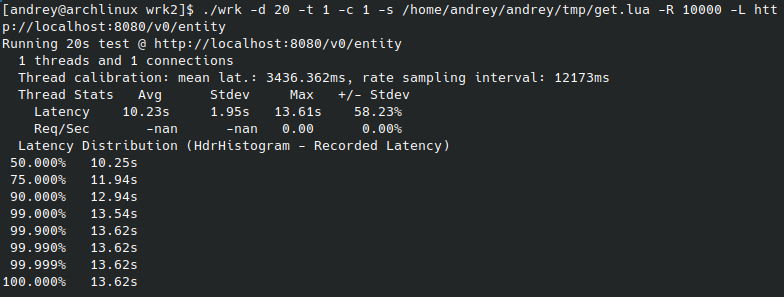 [andrey@archlinux wrk2]$ ./wrk -d 20 -t 1 -c 1 -s /home/andrey/andrey/tmp/get.lua -R 10000 -L htt
p://localhost:8080/v0/entity
Running 20s test @ http://localhost:8080/v0/entity
  1 threads and 1 connections
  Thread calibration: mean lat.: 3436.362ms, rate sampling interval: 12173ms
  Thread Stats   Avg      Stdev     Max   +/- Stdev
    Latency    10.23s     1.95s   13.61s    58.23%
    Req/Sec      -nan      -nan   0.00      0.00%
  Latency Distribution (HdrHistogram - Recorded Latency)
 50.000%   10.25s
 75.000%   11.94s
 90.000%   12.94s
 99.000%   13.54s
 99.900%   13.62s
 99.990%   13.62s
 99.999%   13.62s
100.000%   13.62s